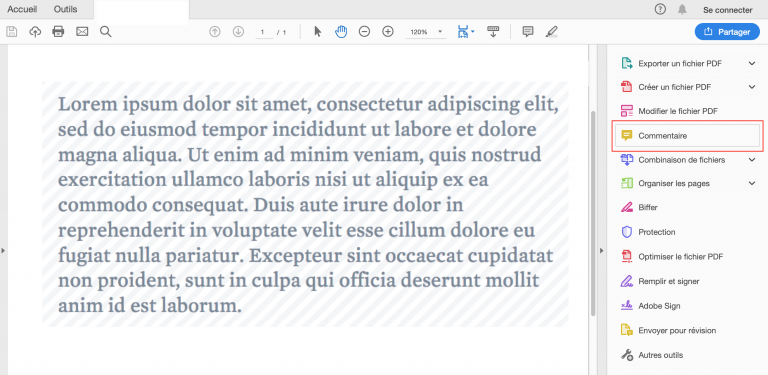 Accueil Outils Se connecter
1 / 1 120% Partager
Lorem ipsum dolor sit amet, consectetur adipiscing elit,
sed do eiusmod tempor incididunt ut labore et dolore
magna aliqua. Ut enim ad minim veniam, quis nostrud
exercitation ullamco laboris nisi ut aliquip ex ea
commodo consequat. Duis aute irure dolor in
reprehenderit in voluptate velit esse cillum dolore eu
fugiat nulla pariatur. Excepteur sint occaecat cupidatat
non proident, sunt in culpa qui officia deserunt mollit
anim id est laborum.
Exporter un fichier PDF
Créer un fichier PDF
Modifier le fichier PDF
Commentaire
Combinaison de fichiers
Organiser les pages
Biffer
Protection
Optimiser le fichier PDF
Remplir et signer
Adobe Sign
Envoyer pour révision
Autres outils